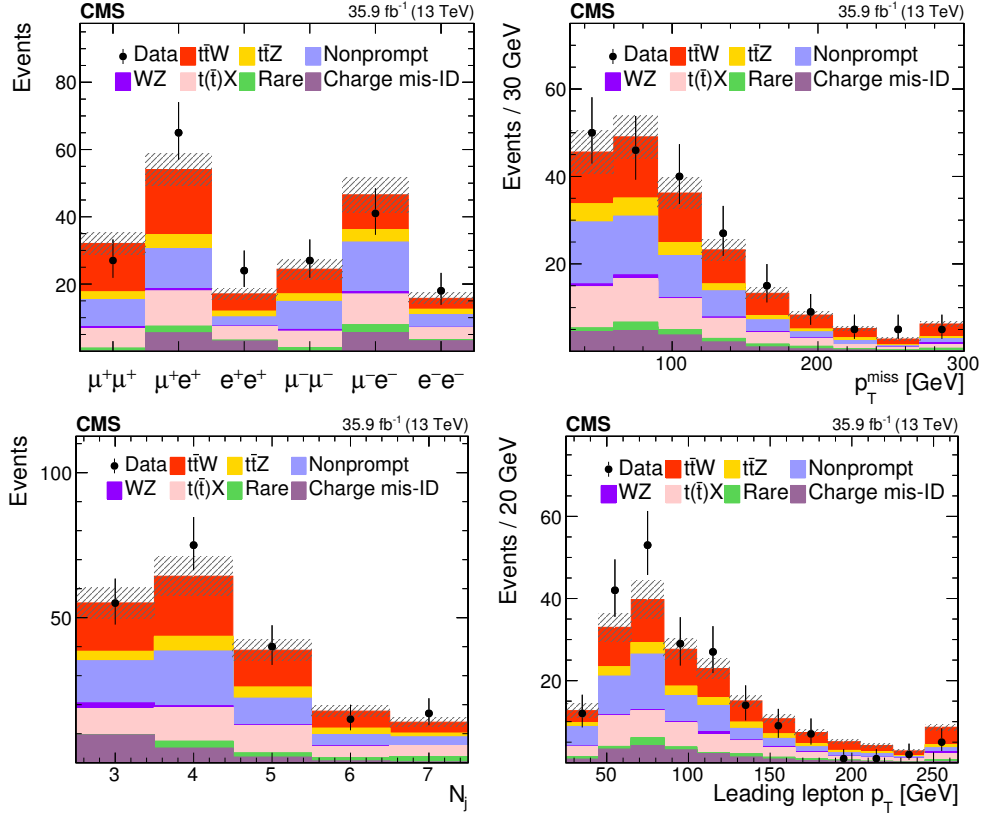 CMS 35.9 fb⁻¹ (13 TeV)
Events
80
60
40
20
Data tt̄W tt̄Z Nonprompt
WZ t(t̄)X Rare Charge mis-ID
μ⁺μ⁺ μ⁺e⁺ e⁺e⁺ μ⁻μ⁻ μ⁻e⁻ e⁻e⁻
CMS 35.9 fb⁻¹ (13 TeV)
Events / 30 GeV
60
40
20
0
Data tt̄W tt̄Z Nonprompt
WZ t(t̄)X Rare Charge mis-ID
100 200 300
p_T^miss [GeV]
CMS 35.9 fb⁻¹ (13 TeV)
Events
100
50
Data tt̄W tt̄Z Nonprompt
WZ t(t̄)X Rare Charge mis-ID
3 4 5 6 7
N_j
CMS 35.9 fb⁻¹ (13 TeV)
Events / 20 GeV
60
40
20
0
Data tt̄W tt̄Z Nonprompt
WZ t(t̄)X Rare Charge mis-ID
50 100 150 200 250
Leading lepton p_T [GeV]